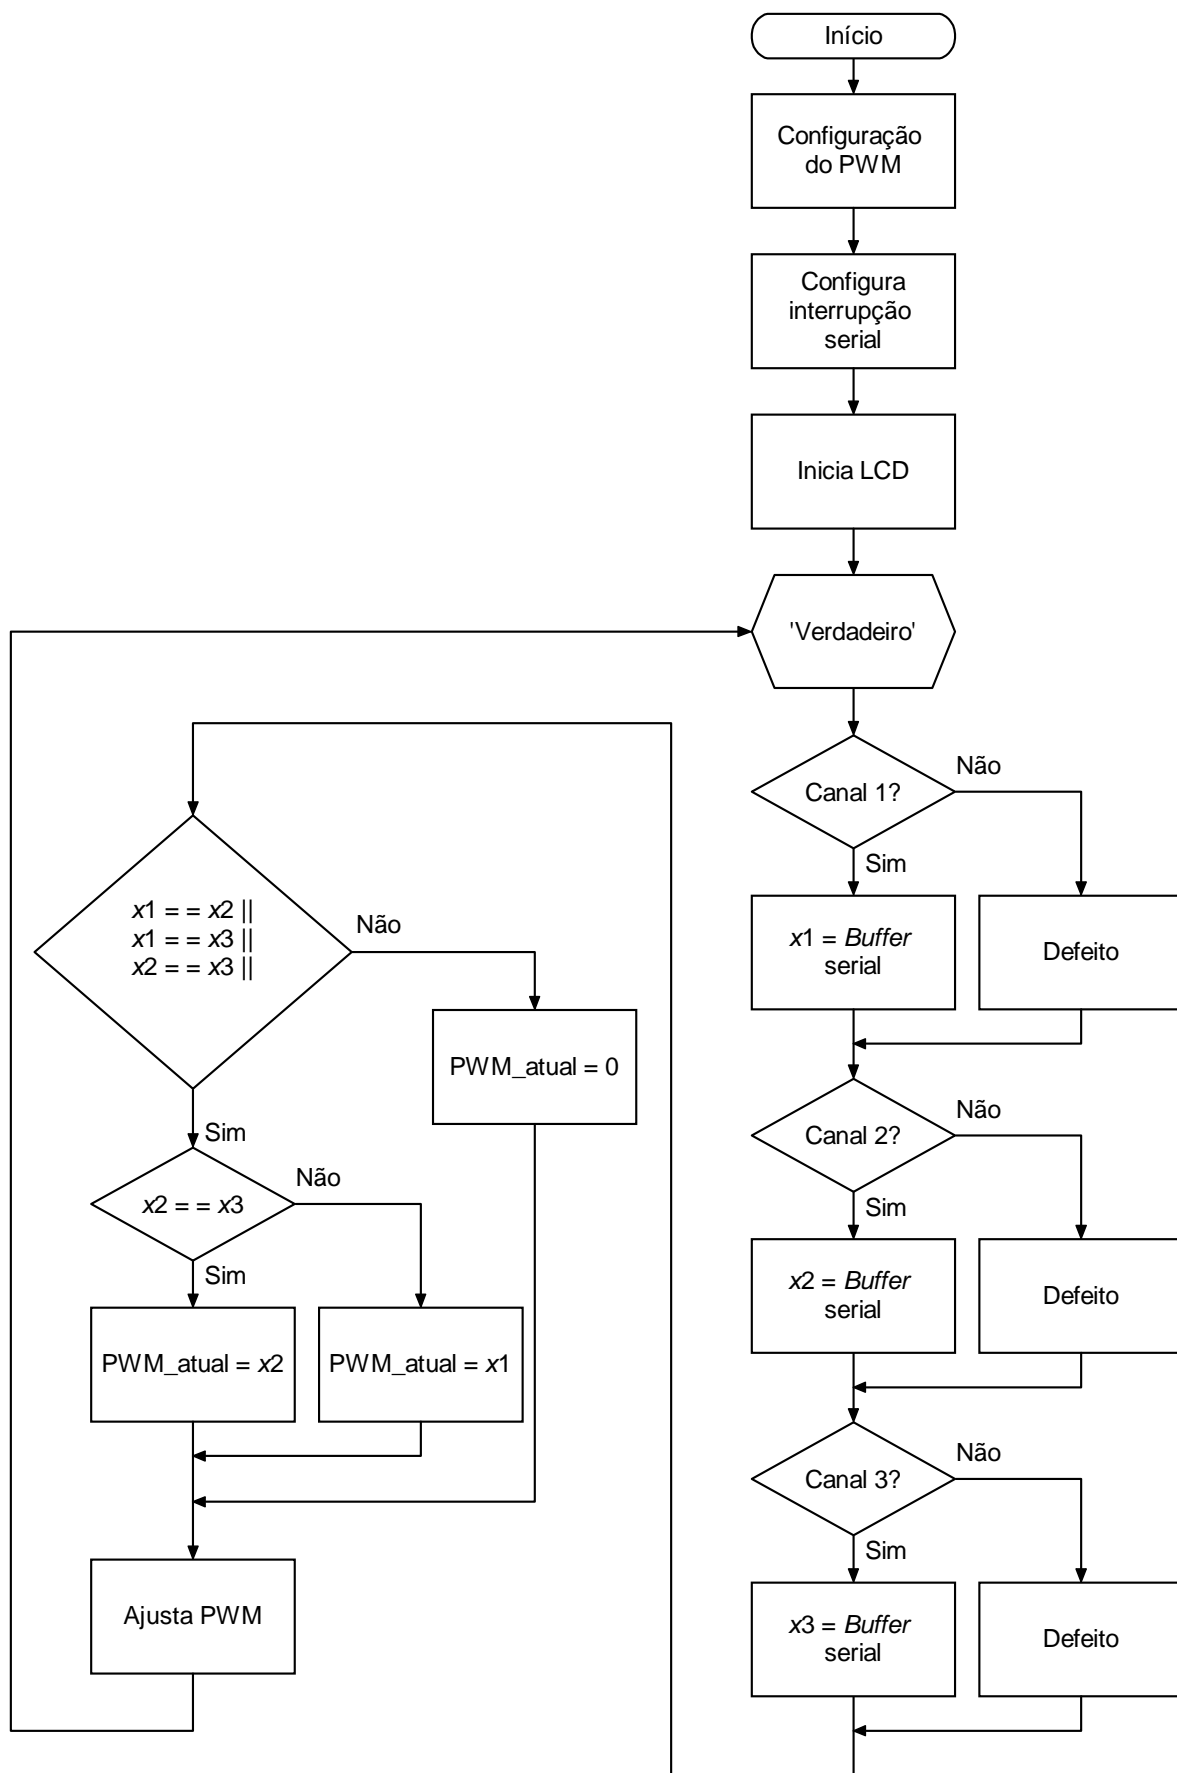 Início
Configuração
do PWM
Configura
interrupção
serial
Inicia LCD
'Verdadeiro'
Canal 1?
Não
Sim
x1 = Buffer
serial
Defeito
Canal 2?
Não
Sim
x2 = Buffer
serial
Defeito
Canal 3?
Não
Sim
x3 = Buffer
serial
Defeito
x1 = = x2 ||
x1 = = x3 ||
x2 = = x3 ||
Não
PWM_atual = 0
Sim
x2 = = x3
Não
Sim
PWM_atual = x2
PWM_atual = x1
Ajusta PWM